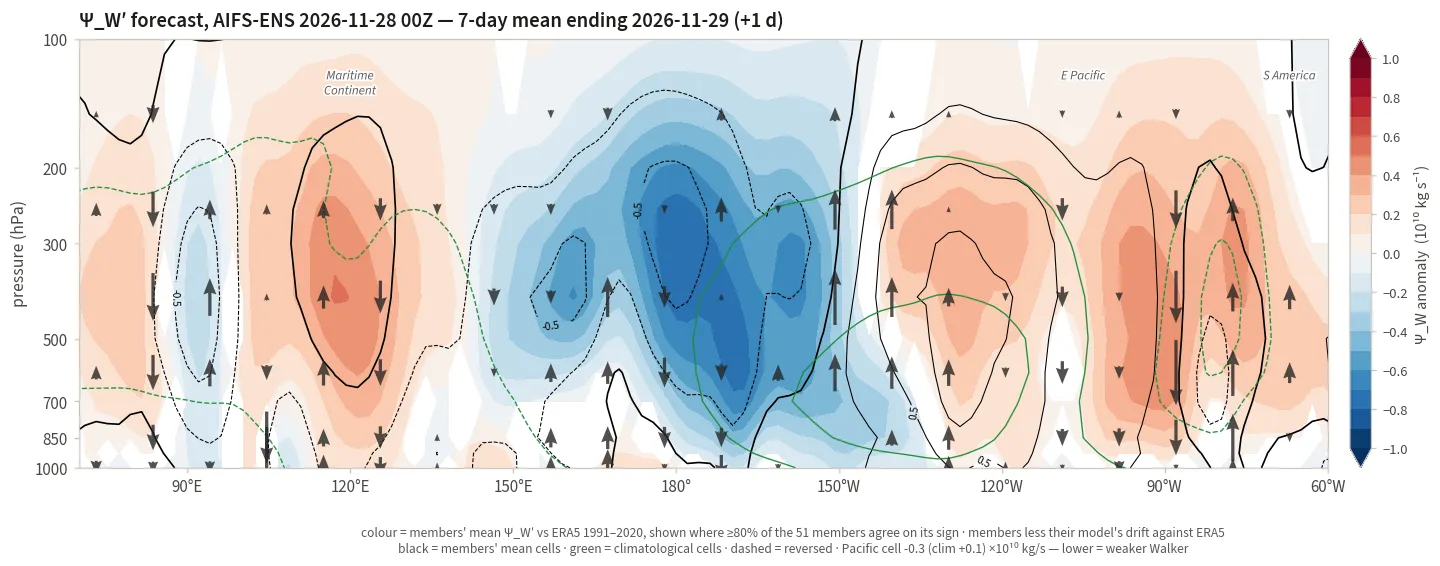 Ψ_W′ forecast, AIFS-ENS 2026-11-28 00Z — 7-day mean ending 2026-11-29 (+1 d)
100
200
300
400
500
700
850
1000
pressure (hPa)
Maritime
Continent
E Pacific
S America
-0.5
-0.5
-0.5
0.5
0.5
90°E
120°E
150°E
180°
150°W
120°W
90°W
60°W
1.0
0.8
0.6
0.4
0.2
0.0
−0.2
−0.4
−0.6
−0.8
−1.0
Ψ_W anomaly (10¹⁰ kg s⁻¹)
colour = members' mean Ψ_W′ vs ERA5 1991–2020, shown where ≥80% of the 51 members agree on its sign · members less their model's drift against ERA5
black = members' mean cells · green = climatological cells · dashed = reversed · Pacific cell -0.3 (clim +0.1) ×10¹⁰ kg/s — lower = weaker Walker